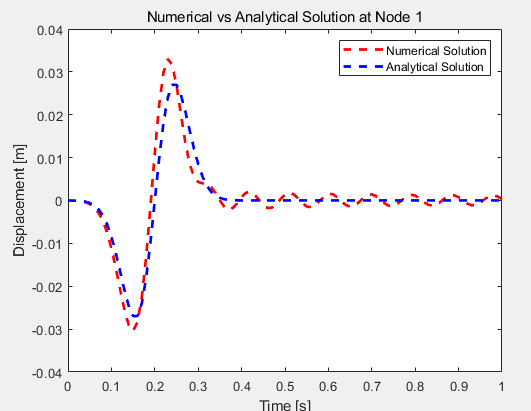 Numerical vs Analytical Solution at Node 1
Numerical Solution
Analytical Solution
Displacement [m]
0.04
0.03
0.02
0.01
0
-0.01
-0.02
-0.03
-0.04
0 0.1 0.2 0.3 0.4 0.5 0.6 0.7 0.8 0.9 1
Time [s]